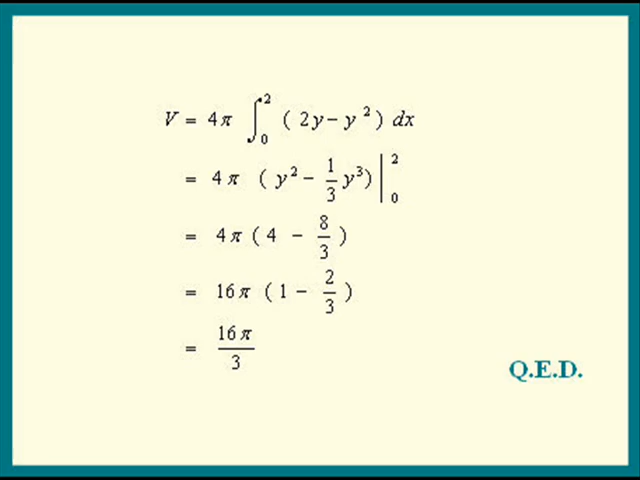 V = 4π ∫₀² ( 2y − y² ) dx
= 4π ( y² − 1/3 y³) |₀²
= 4π ( 4 − 8/3 )
= 16π ( 1 − 2/3 )
= 16π/3
Q.E.D.